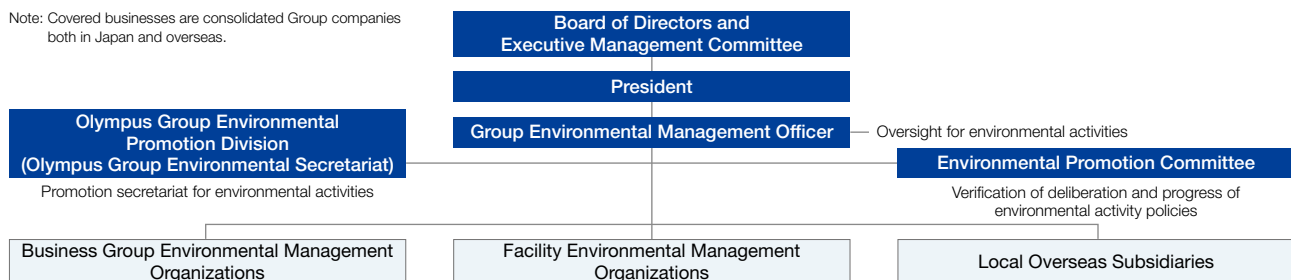 Note: Covered businesses are consolidated Group companies
both in Japan and overseas.
Board of Directors and
Executive Management Committee
President
Olympus Group Environmental
Promotion Division
(Olympus Group Environmental Secretariat)
Promotion secretariat for environmental activities
Group Environmental Management Officer
Oversight for environmental activities
Environmental Promotion Committee
Verification of deliberation and progress of
environmental activity policies
Business Group Environmental Management
Organizations
Facility Environmental Management
Organizations
Local Overseas Subsidiaries